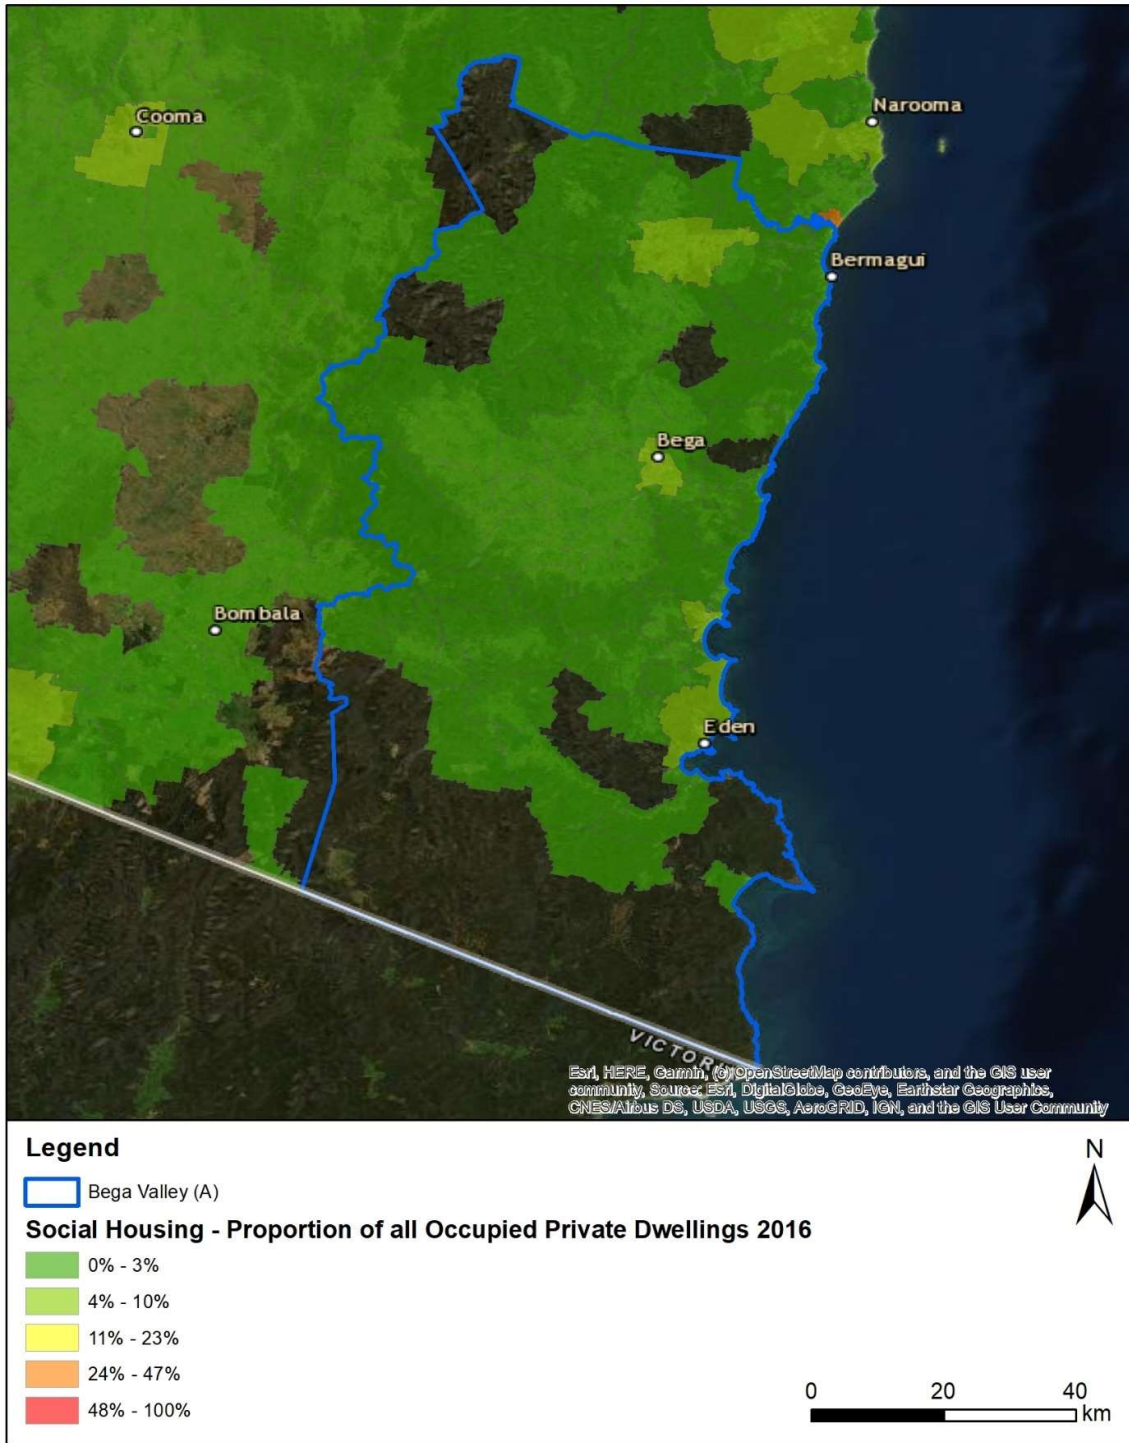 Cooma
Narooma
Bermagui
Bega
Bombala
Eden
VICTORIA
Esri, HERE, Garmin, (c) OpenStreetMap contributors, and the GIS user
community, Source: Esri, DigitalGlobe, GeoEye, Earthstar Geographics,
CNES/Airbus DS, USDA, USGS, AeroGRID, IGN, and the GIS User Community
Legend
N
Bega Valley (A)
Social Housing - Proportion of all Occupied Private Dwellings 2016
0% - 3%
4% - 10%
11% - 23%
24% - 47%
48% - 100%
0 20 40
km